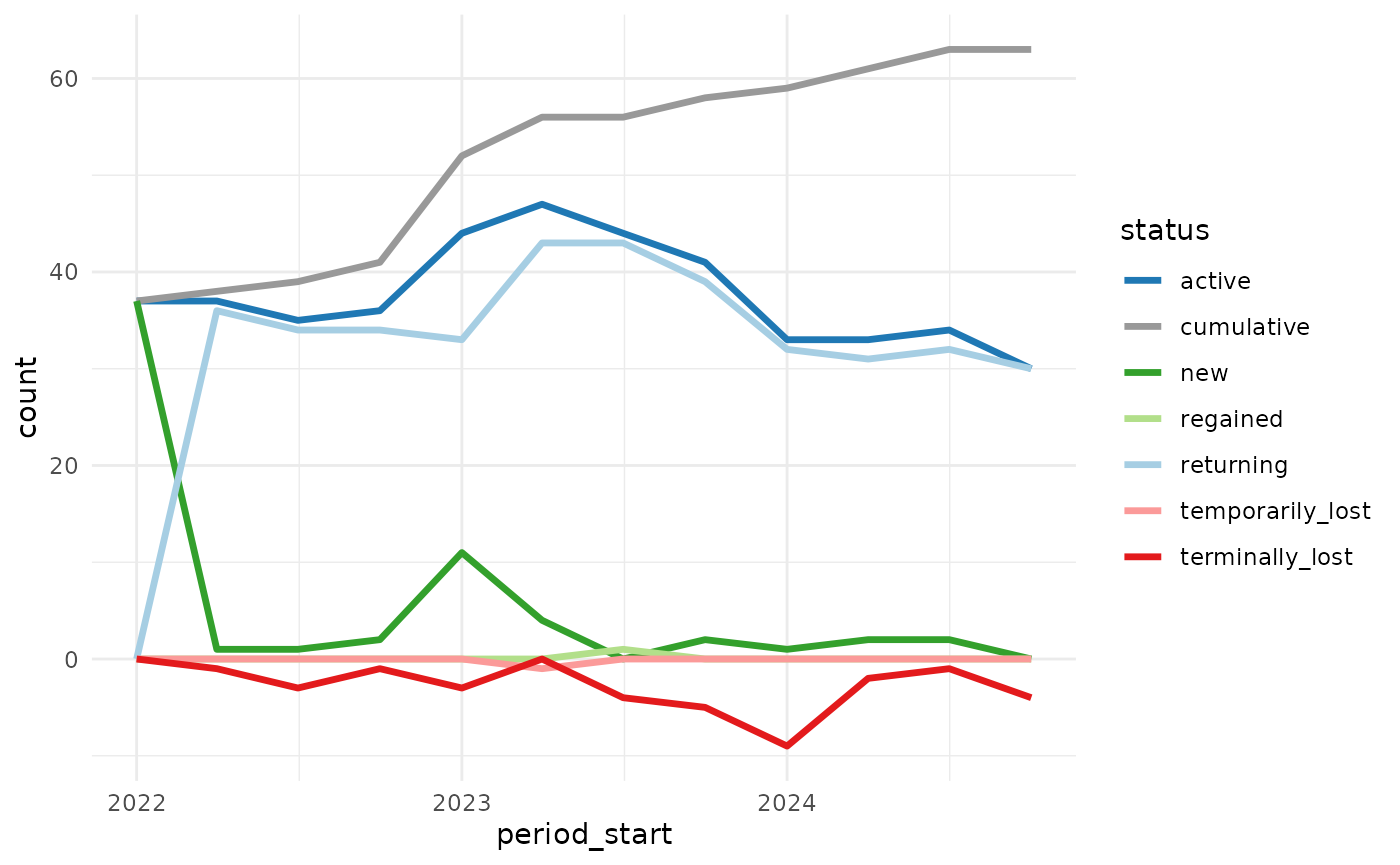 60
40
20
0
count
2022
2023
2024
period_start
status
active
cumulative
new
regained
returning
temporarily_lost
terminally_lost